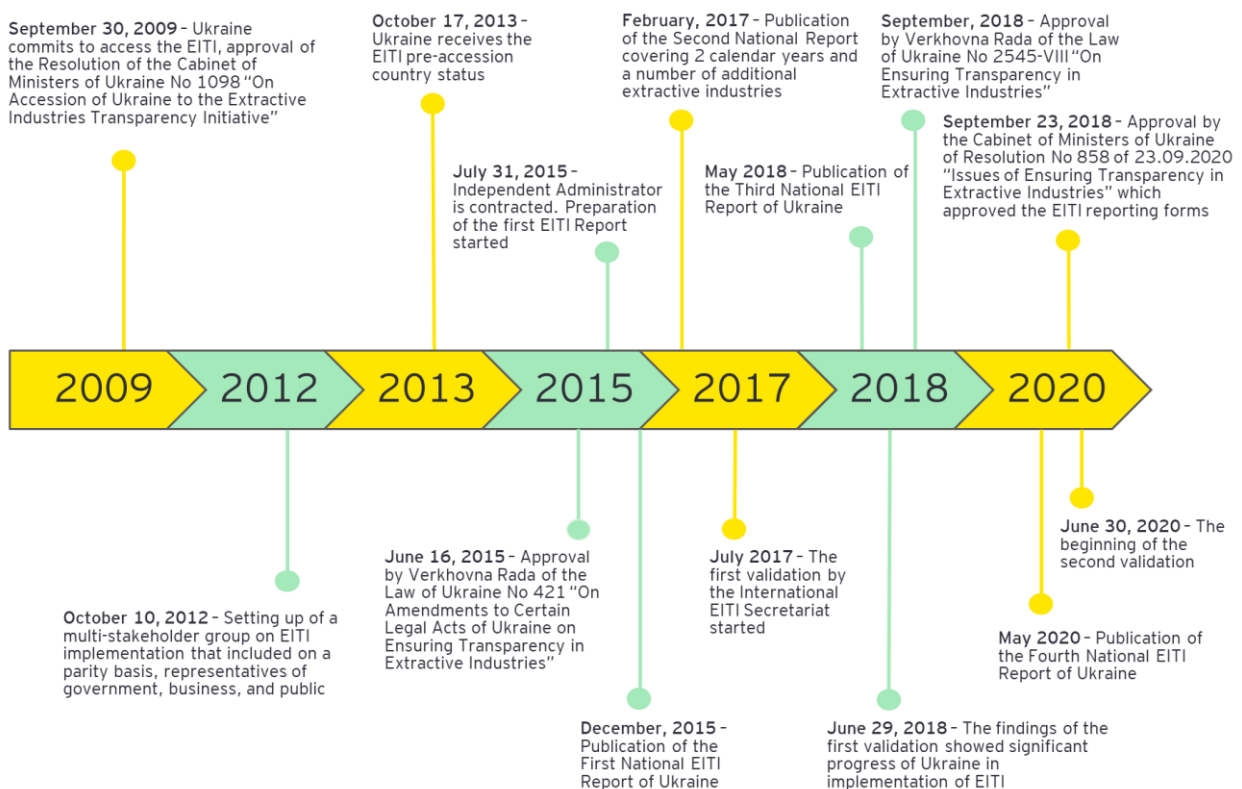 September 30, 2009 – Ukraine
commits to access the EITI, approval of
the Resolution of the Cabinet of
Ministers of Ukraine No 1098 “On
Accession of Ukraine to the Extractive
Industries Transparency Initiative”
October 17, 2013 –
Ukraine receives the
EITI pre-accession
country status
February, 2017 – Publication
of the Second National Report
covering 2 calendar years and
a number of additional
extractive industries
September, 2018 – Approval
by Verkhovna Rada of the Law
of Ukraine No 2545-VIII “On
Ensuring Transparency in
Extractive Industries”
September 23, 2018 – Approval by
the Cabinet of Ministers of Ukraine
of Resolution No 858 of 23.09.2020
“Issues of Ensuring Transparency in
Extractive Industries” which
approved the EITI reporting forms
July 31, 2015 –
Independent Administrator
is contracted. Preparation
of the first EITI Report
started
May 2018 – Publication of
the Third National EITI
Report of Ukraine
2009
2012
2013
2015
2017
2018
2020
October 10, 2012 – Setting up of a
multi-stakeholder group on EITI
implementation that included on a
parity basis, representatives of
government, business, and public
June 16, 2015 – Approval
by Verkhovna Rada of the
Law of Ukraine No 421 “On
Amendments to Certain
Legal Acts of Ukraine on
Ensuring Transparency in
Extractive Industries”
December, 2015 –
Publication of the
First National EITI
Report of Ukraine
July 2017 – The
first validation by
the International
EITI Secretariat
started
June 29, 2018 – The findings of the
first validation showed significant
progress of Ukraine in
implementation of EITI
June 30, 2020 – The
beginning of the
second validation
May 2020 – Publication of
the Fourth National EITI
Report of Ukraine